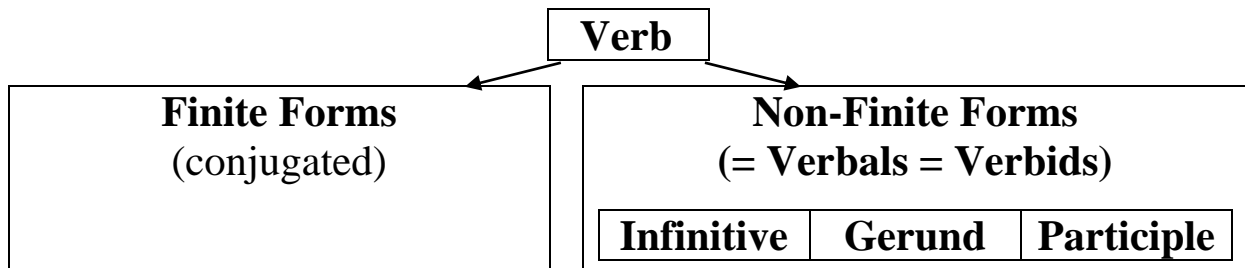 Verb
Finite Forms
(conjugated)
Non-Finite Forms
(= Verbals = Verbids)
Infinitive Gerund Participle